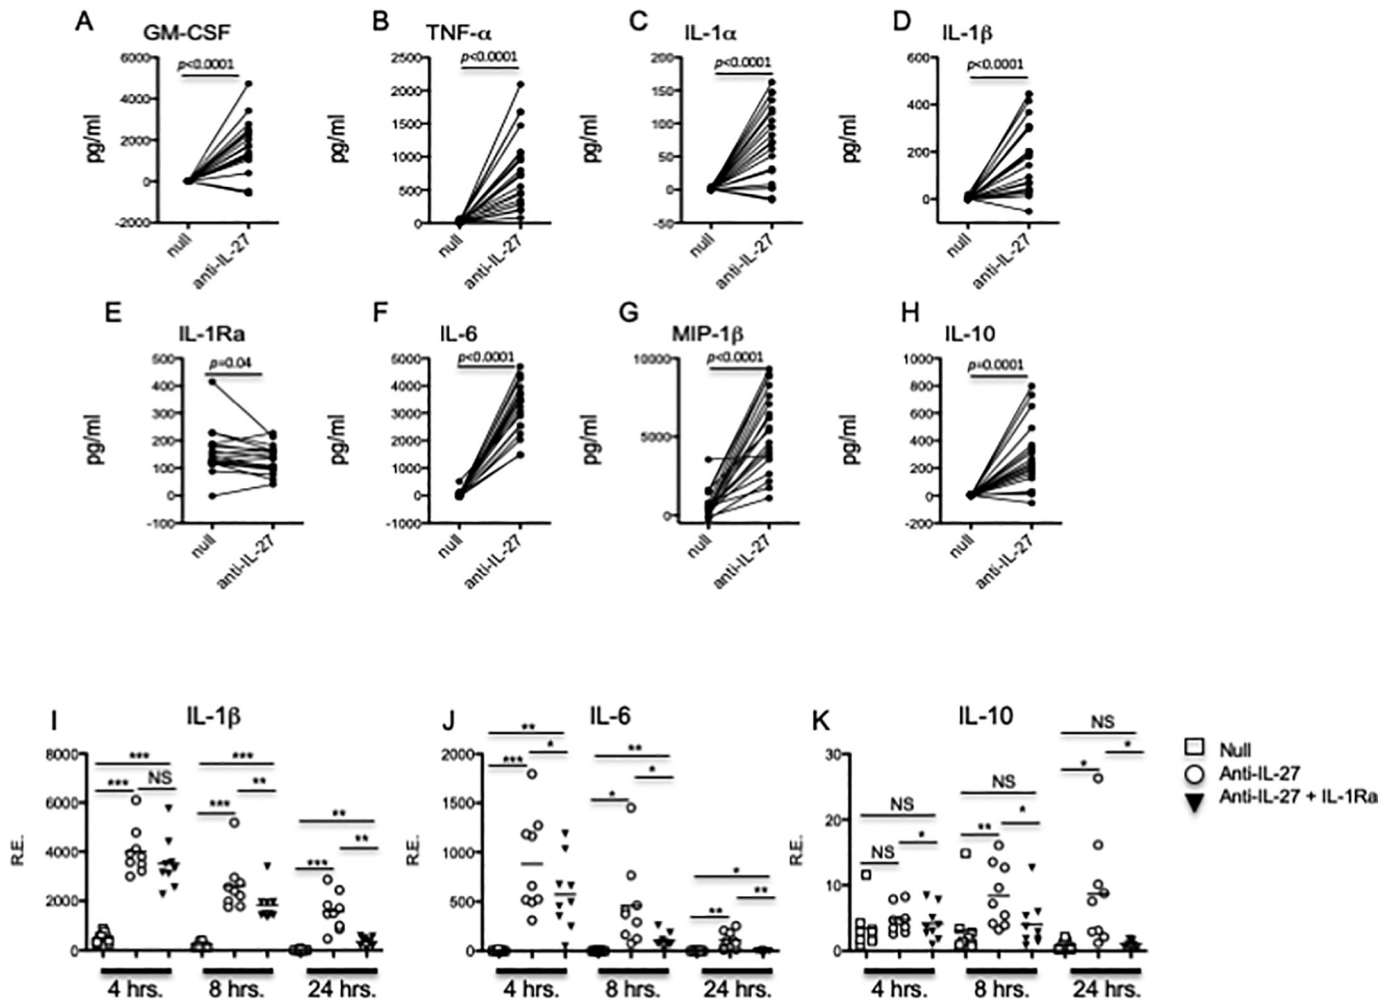 A
GM-CSF
p<0.0001
pg/ml
6000
4000
2000
0
-2000
null
anti-IL-27
B
TNF-α
p<0.0001
pg/ml
2500
2000
1500
1000
500
0
null
anti-IL-27
C
IL-1α
p<0.0001
pg/ml
200
150
100
50
0
-50
null
anti-IL-27
D
IL-1β
p<0.0001
pg/ml
600
400
200
0
null
anti-IL-27
E
IL-1Ra
p=0.04
pg/ml
500
400
300
200
100
0
-100
null
anti-IL-27
F
IL-6
p<0.0001
pg/ml
6000
5000
4000
3000
2000
1000
0
-1000
null
anti-IL-27
G
MIP-1β
p<0.0001
pg/ml
10000
5000
0
null
anti-IL-27
H
IL-10
p=0.0001
pg/ml
1000
800
600
400
200
0
-200
null
anti-IL-27
I
IL-1β
R.E.
8000
6000
4000
2000
0
***
*** NS
***
*** **
**
*** **
4 hrs. 8 hrs. 24 hrs.
J
IL-6
R.E.
2000
1500
1000
500
0
**
*** *
**
* *
*
** **
4 hrs. 8 hrs. 24 hrs.
K
IL-10
R.E.
30
20
10
0
NS
NS *
NS
** *
NS
* *
4 hrs. 8 hrs. 24 hrs.
Null
Anti-IL-27
Anti-IL-27 + IL-1Ra